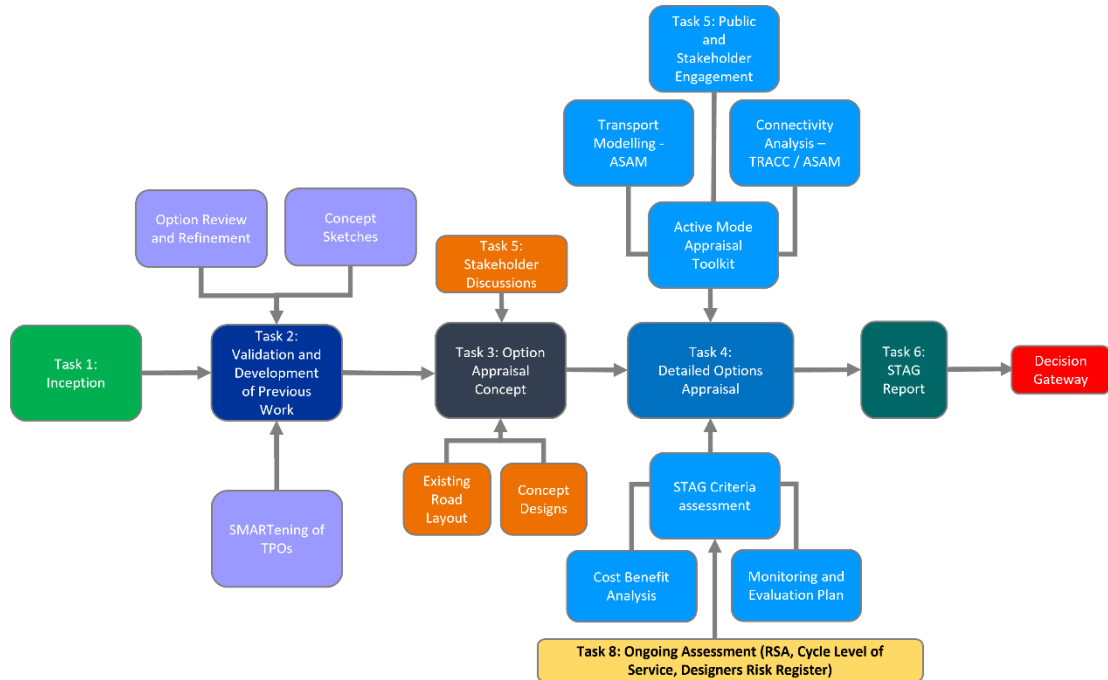 Task 5: Public
and
Stakeholder
Engagement
Transport
Modelling -
ASAM
Connectivity
Analysis –
TRACC / ASAM
Option Review
and Refinement
Concept
Sketches
Task 5:
Stakeholder
Discussions
Active Mode
Appraisal
Toolkit
Task 1:
Inception
Task 2:
Validation and
Development
of Previous
Work
Task 3: Option
Appraisal
Concept
Task 4:
Detailed Options
Appraisal
Task 6:
STAG
Report
Decision
Gateway
Existing
Road
Layout
Concept
Designs
STAG Criteria
assessment
SMARTening of
TPOs
Cost Benefit
Analysis
Monitoring and
Evaluation Plan
Task 8: Ongoing Assessment (RSA, Cycle Level of
Service, Designers Risk Register)